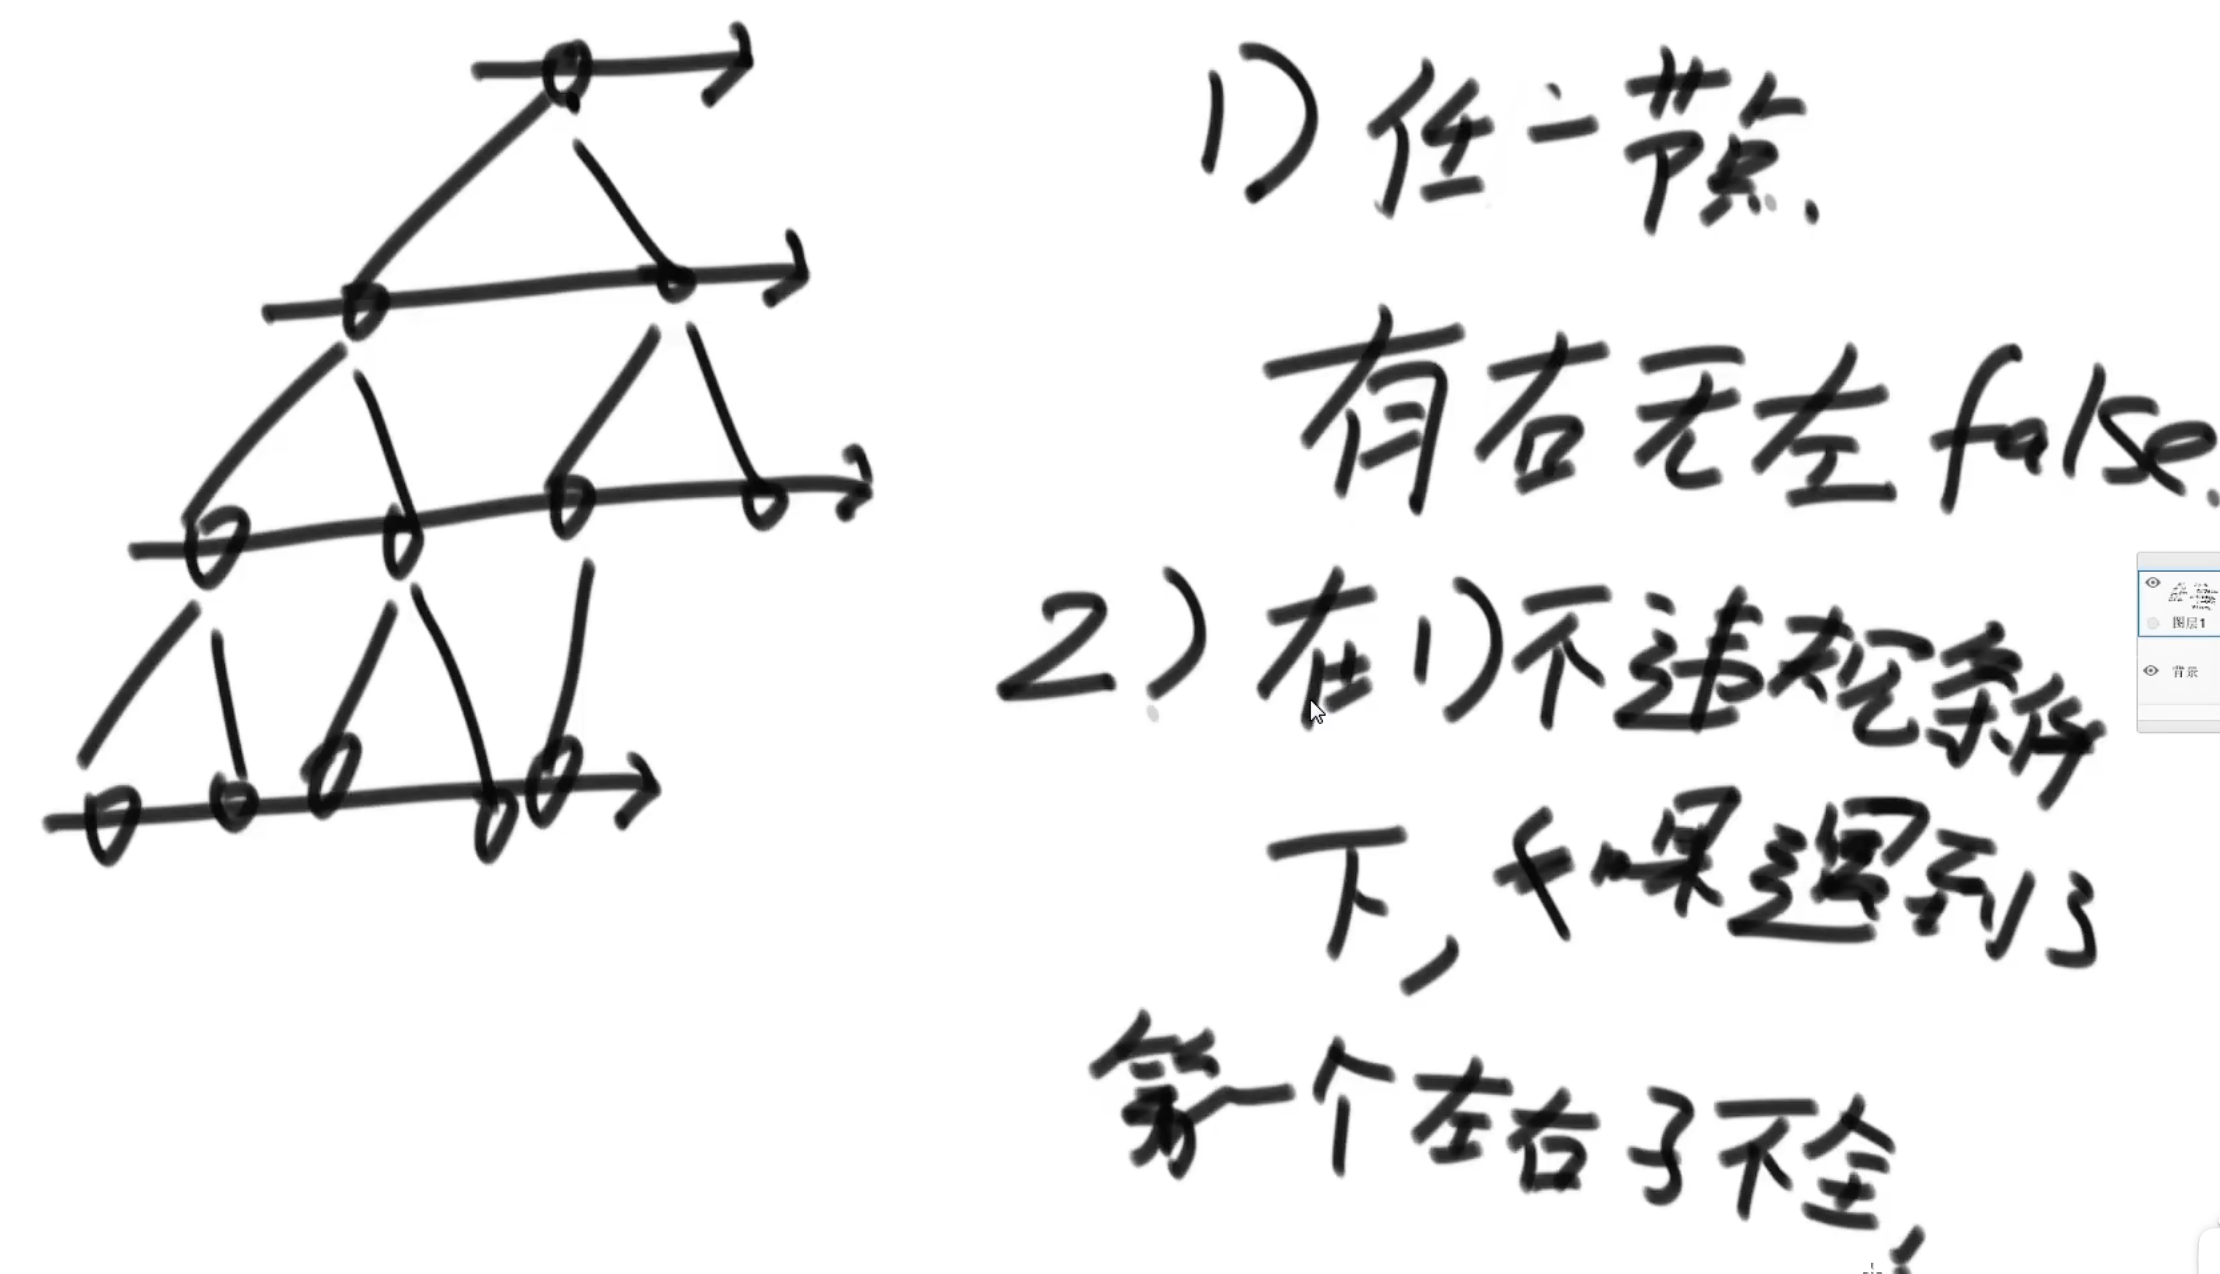 1) 任一节点.
有右无左 false.
2) 在1)不违规条件
下,如果遇到了
第一个左右子不全,
图层1
背景